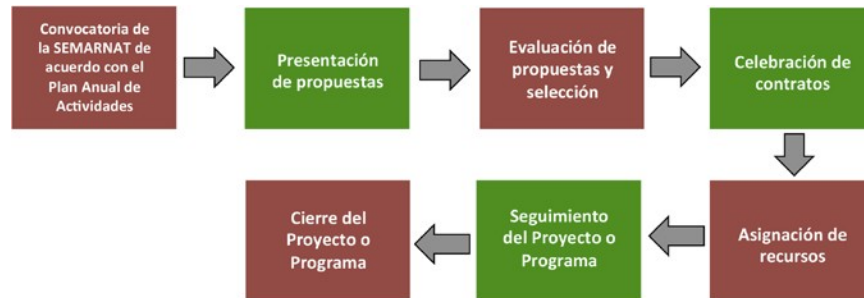 Convocatoria de
la SEMARNAT de
acuerdo con el
Plan Anual de
Actividades
Presentación
de propuestas
Evaluación de
propuestas y
selección
Celebración de
contratos
Asignación de
recursos
Seguimiento
del Proyecto o
Programa
Cierre del
Proyecto o
Programa